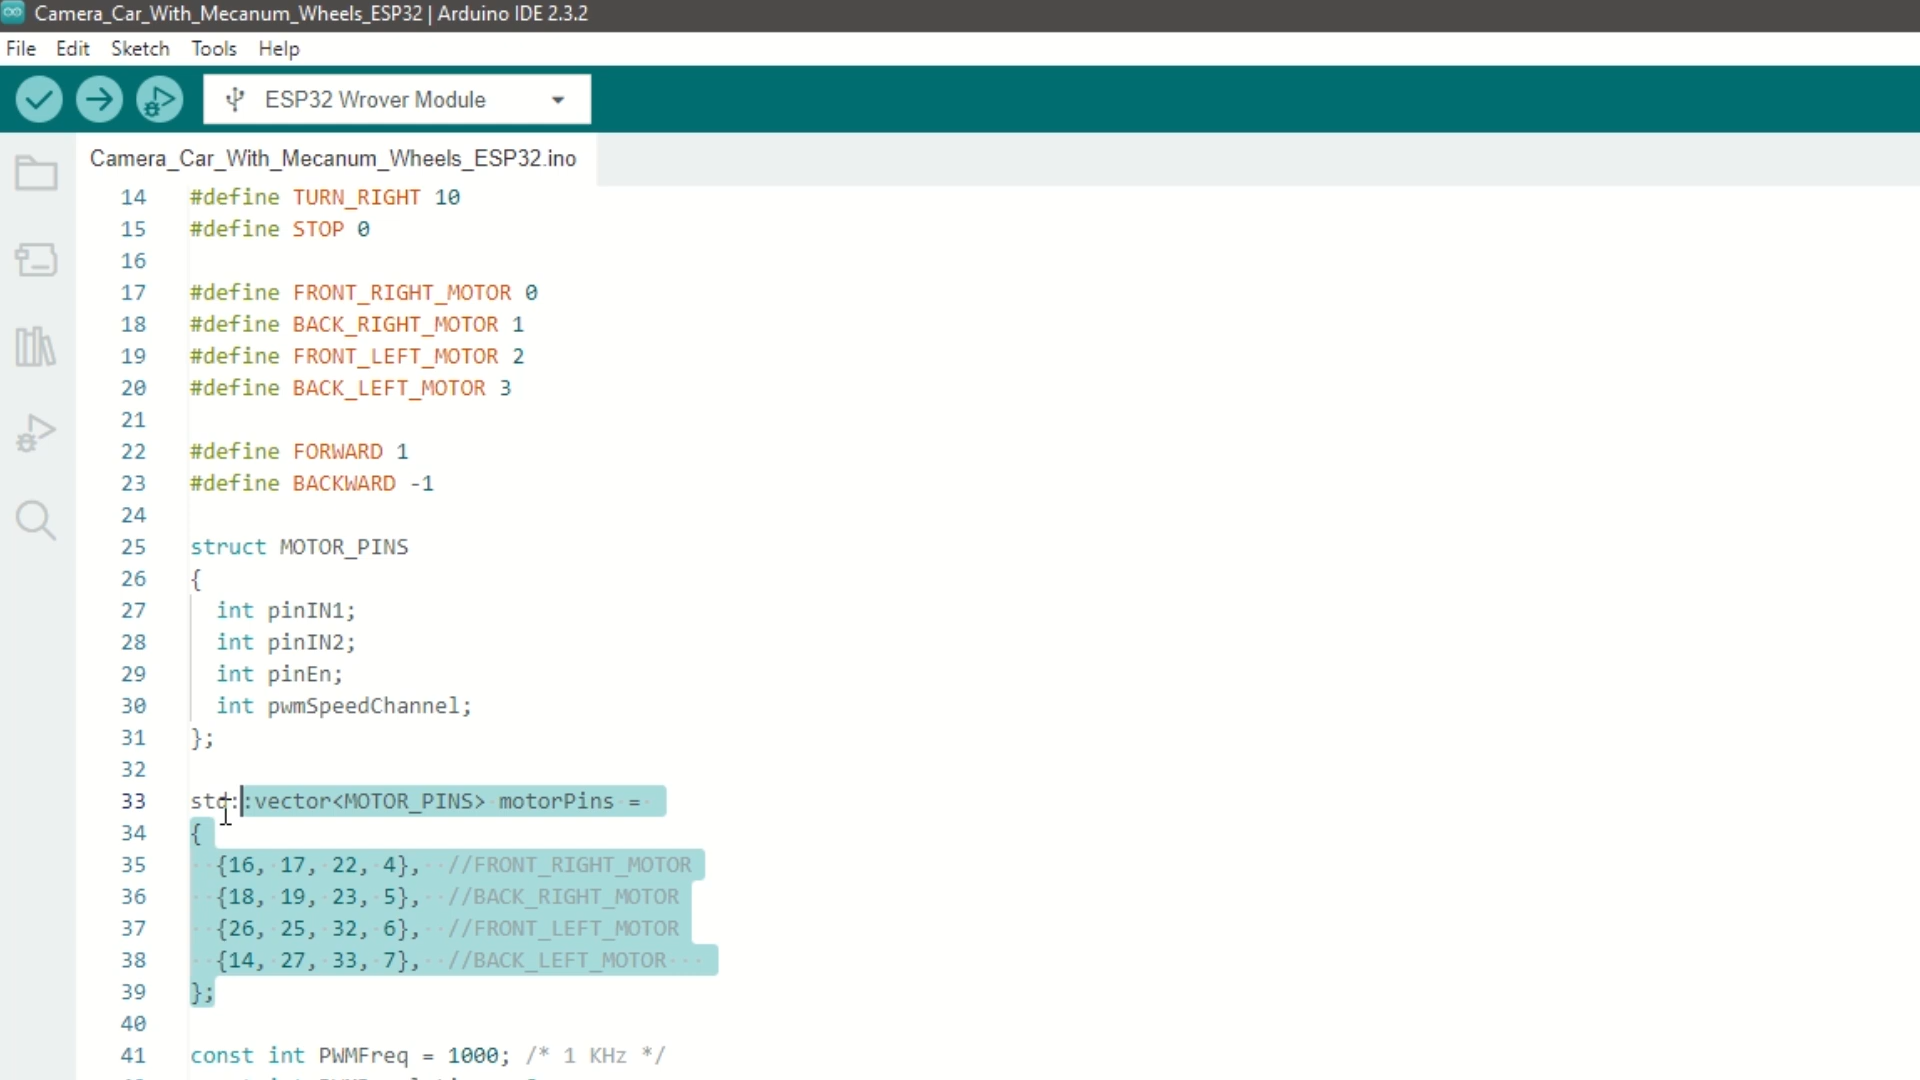 Camera_Car_With_Mecanum_Wheels_ESP32 | Arduino IDE 2.3.2
File Edit Sketch Tools Help
ESP32 Wrover Module
Camera_Car_With_Mecanum_Wheels_ESP32.ino
14 #define TURN_RIGHT 10
15 #define STOP 0
16
17 #define FRONT_RIGHT_MOTOR 0
18 #define BACK_RIGHT_MOTOR 1
19 #define FRONT_LEFT_MOTOR 2
20 #define BACK_LEFT_MOTOR 3
21
22 #define FORWARD 1
23 #define BACKWARD -1
24
25 struct MOTOR_PINS
26 {
27 int pinIN1;
28 int pinIN2;
29 int pinEn;
30 int pwmSpeedChannel;
31 };
32
33 std::vector<MOTOR_PINS> motorPins =
34 {
35 {16, 17, 22, 4}, //FRONT_RIGHT_MOTOR
36 {18, 19, 23, 5}, //BACK_RIGHT_MOTOR
37 {26, 25, 32, 6}, //FRONT_LEFT_MOTOR
38 {14, 27, 33, 7}, //BACK_LEFT_MOTOR
39 };
40
41 const int PWMFreq = 1000; /* 1 KHz */